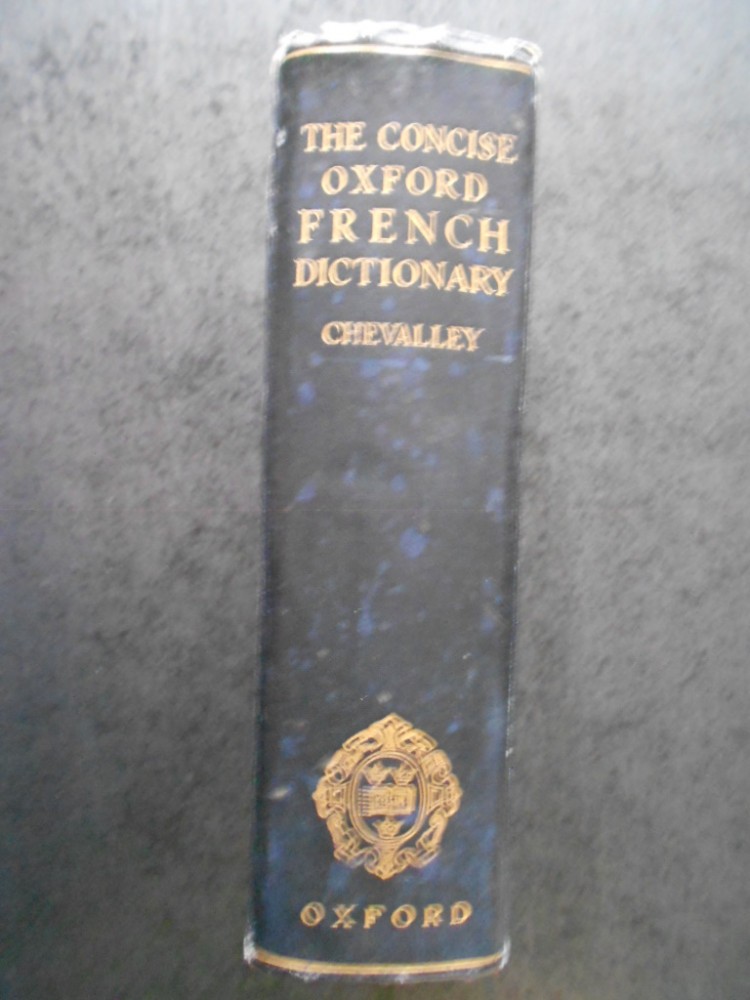 THE CONCISE
OXFORD
FRENCH
DICTIONARY
CHEVALLEY
OXFORD